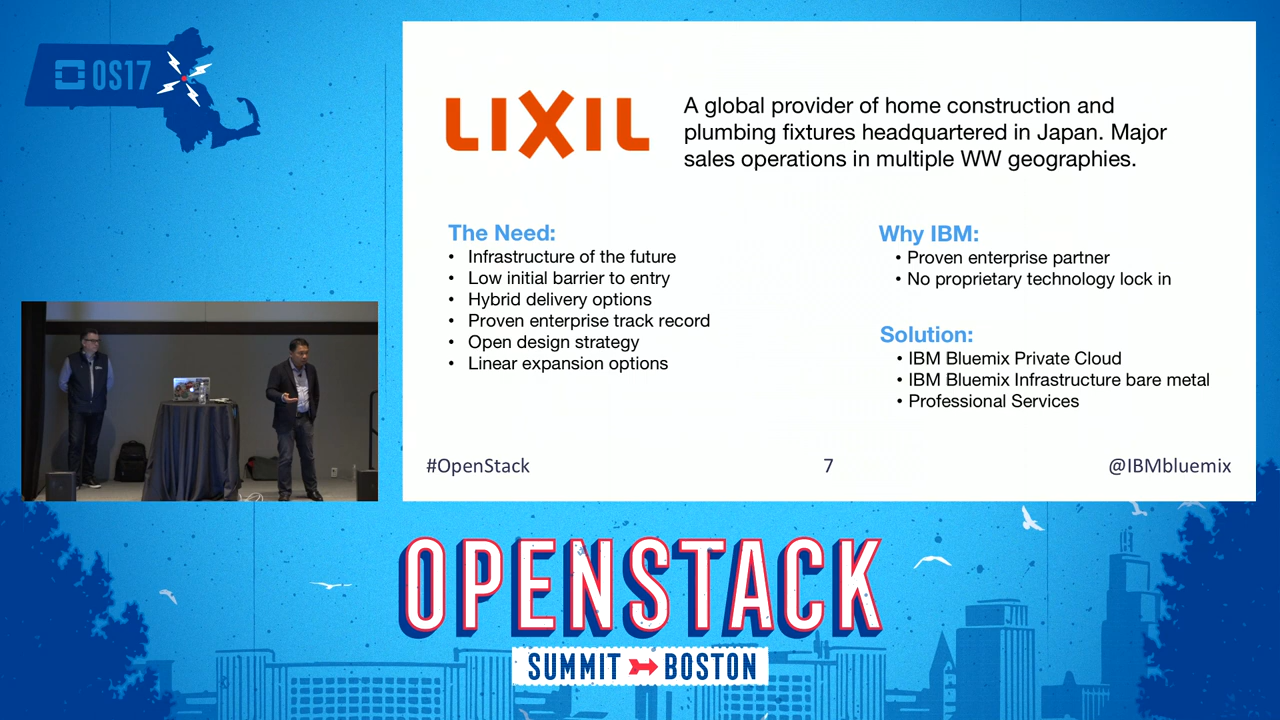 OS17
LIXIL
A global provider of home construction and
plumbing fixtures headquartered in Japan. Major
sales operations in multiple WW geographies.
The Need:
• Infrastructure of the future
• Low initial barrier to entry
• Hybrid delivery options
• Proven enterprise track record
• Open design strategy
• Linear expansion options
Why IBM:
• Proven enterprise partner
• No proprietary technology lock in
Solution:
• IBM Bluemix Private Cloud
• IBM Bluemix Infrastructure bare metal
• Professional Services
#OpenStack
7
@IBMbluemix
OPENSTACK
SUMMIT BOSTON